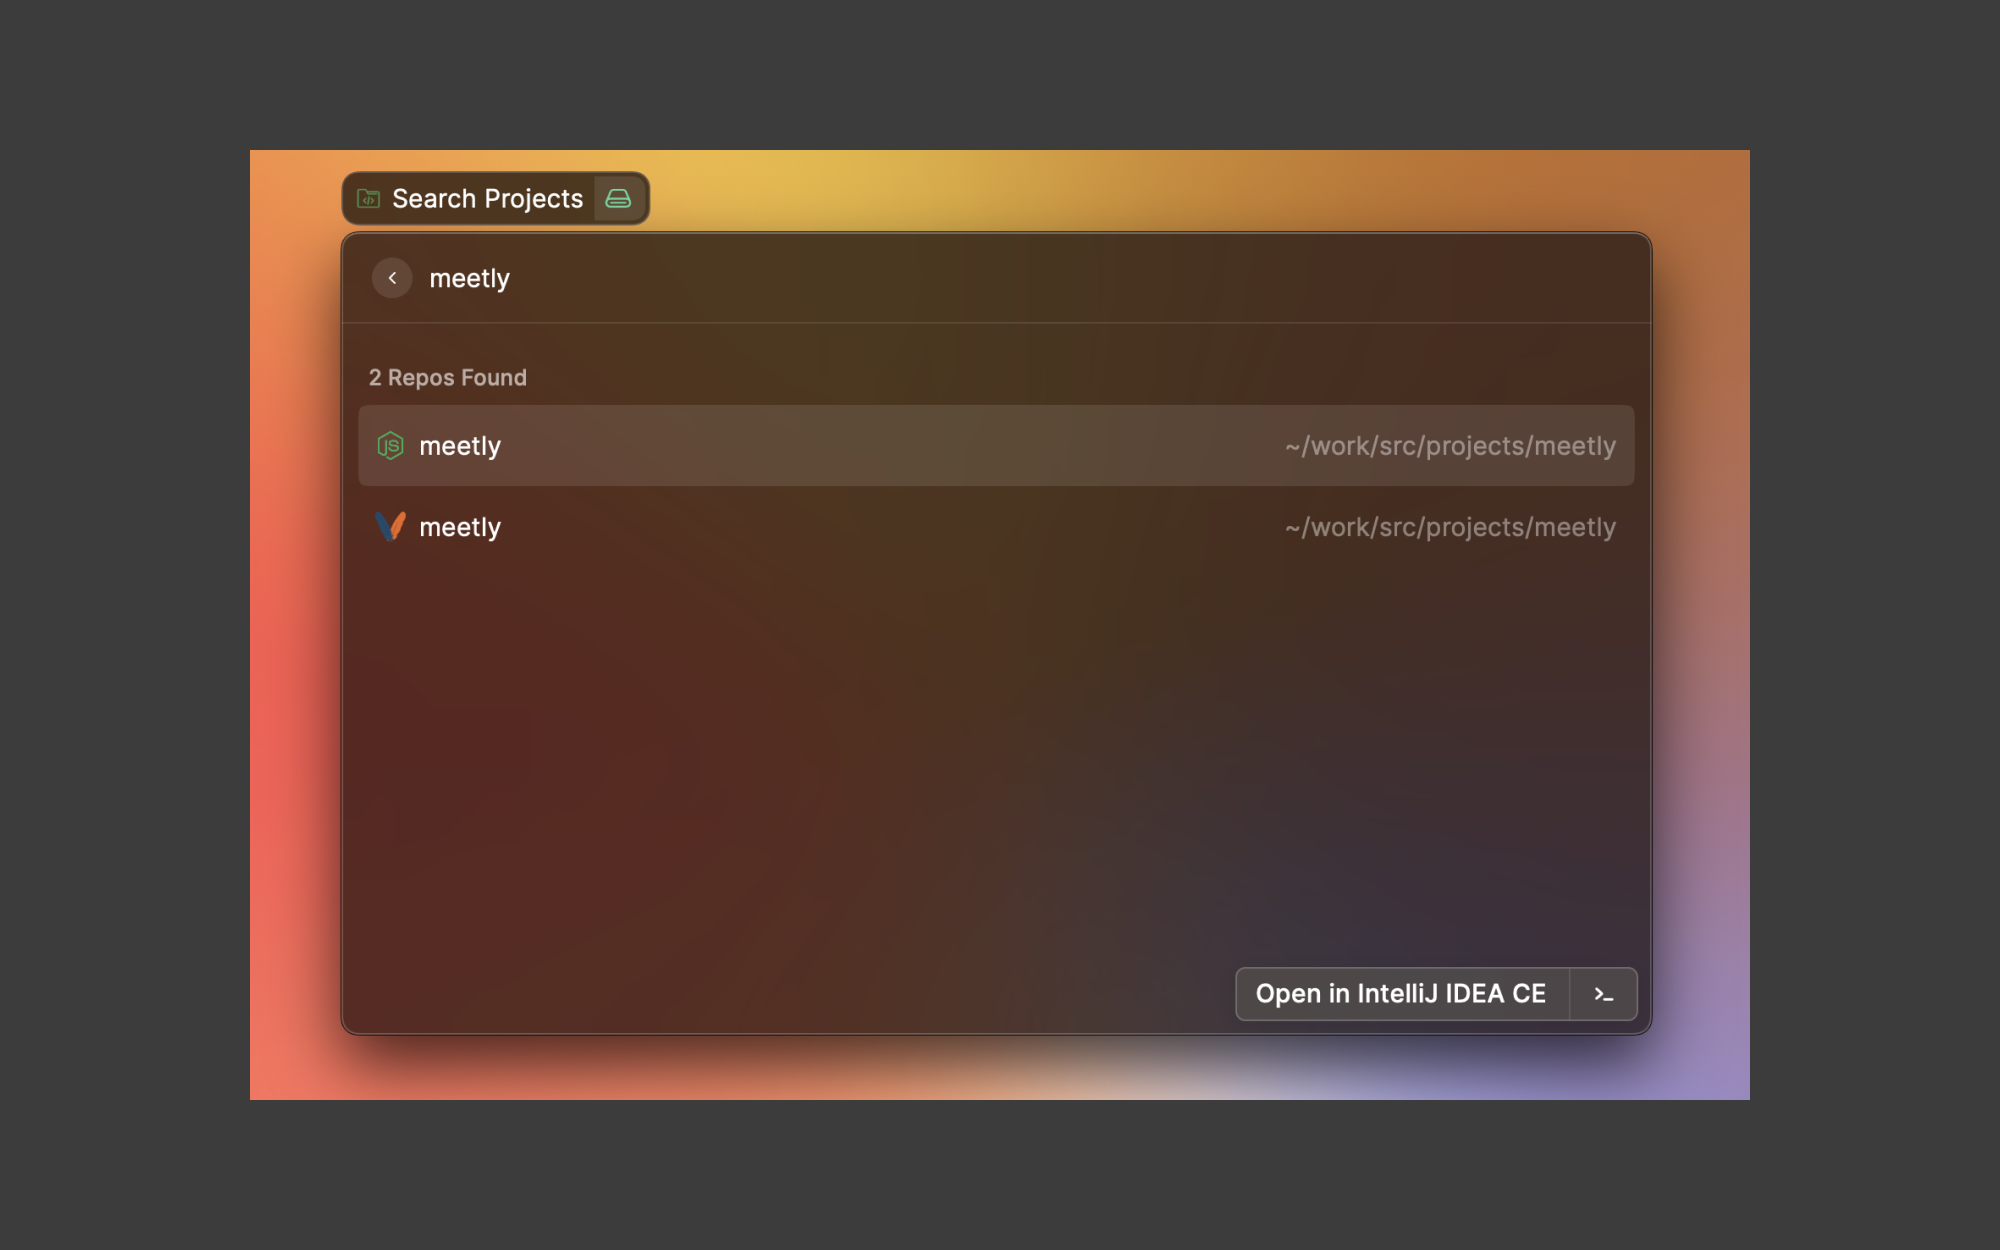 Search Projects
meetly
2 Repos Found
meetly ~/work/src/projects/meetly
meetly ~/work/src/projects/meetly
Open in IntelliJ IDEA CE >_